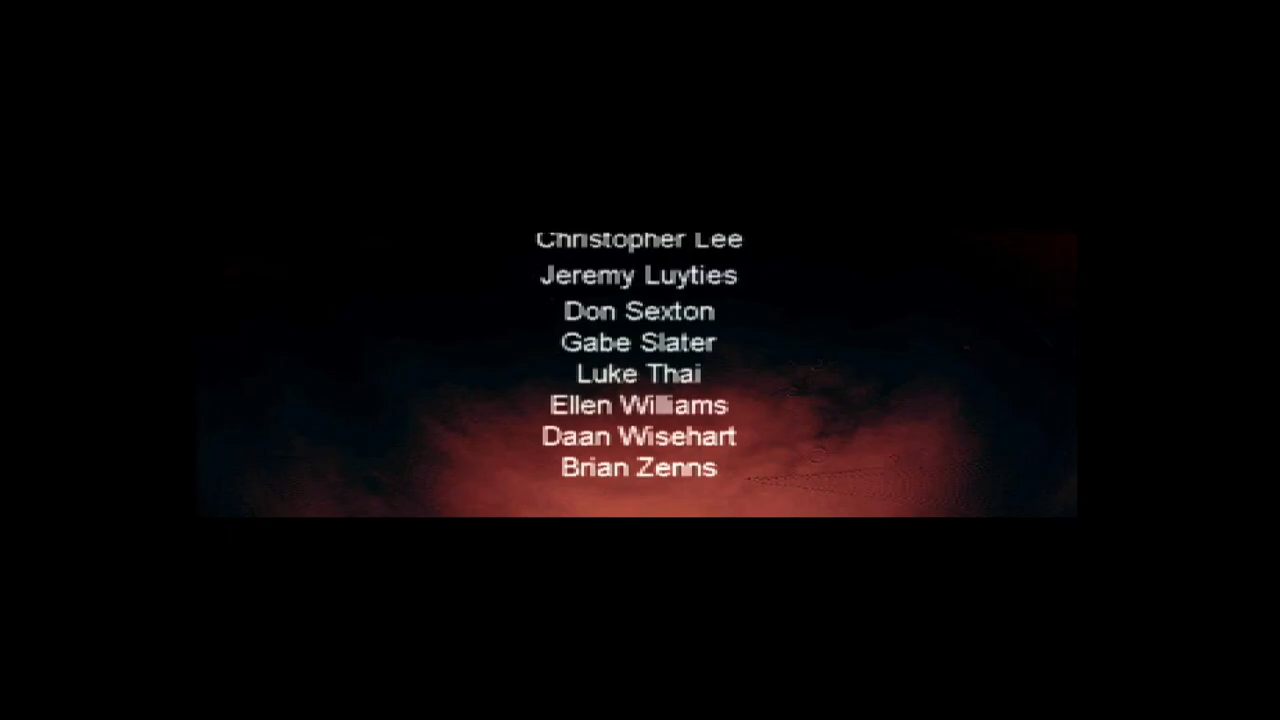 Christopher Lee
Jeremy Luyties
Don Sexton
Gabe Slater
Luke Thai
Ellen Williams
Daan Wisehart
Brian Zenns